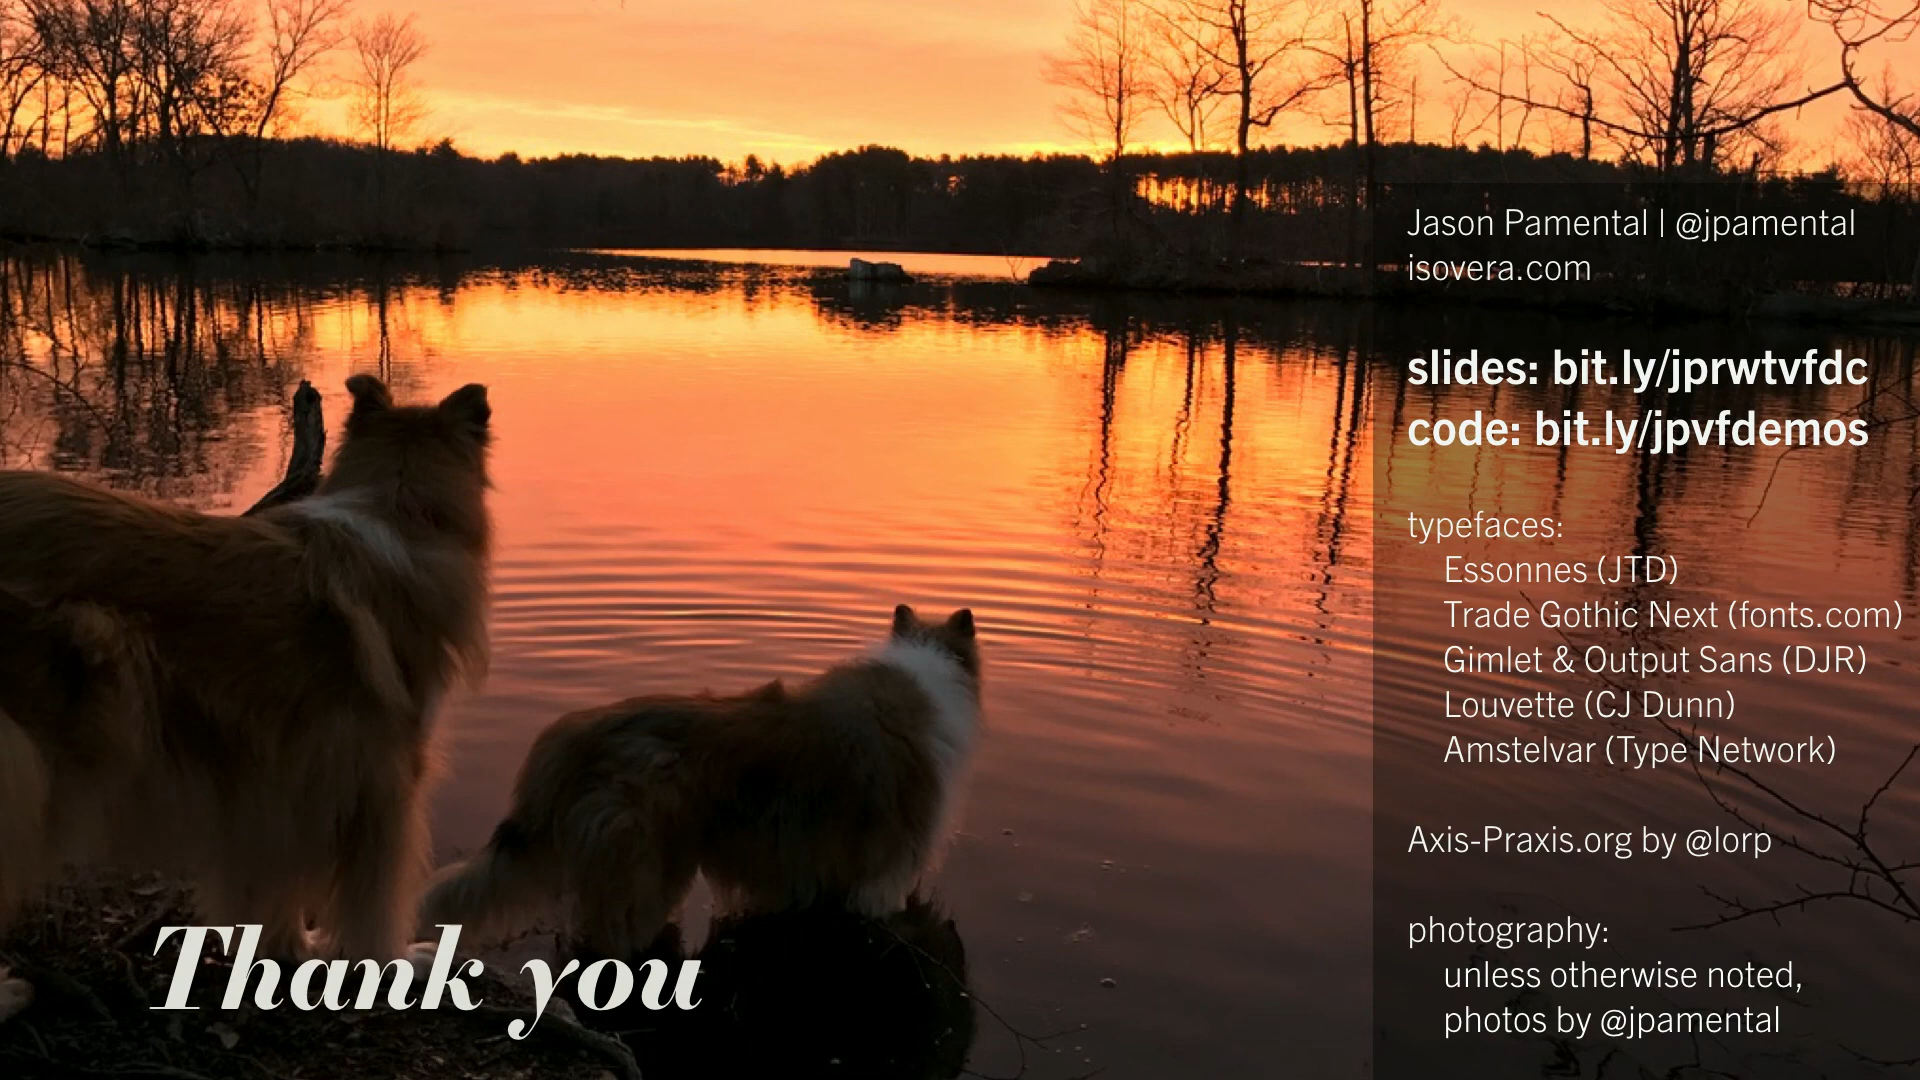 Jason Pamental | @jpamental
isovera.com
slides: bit.ly/jprwtvfdc
code: bit.ly/jpvfdemos
typefaces:
Essonnes (JTD)
Trade Gothic Next (fonts.com)
Gimlet & Output Sans (DJR)
Louvette (CJ Dunn)
Amstelvar (Type Network)
Axis-Praxis.org by @lorp
photography:
unless otherwise noted,
photos by @jpamental
Thank you